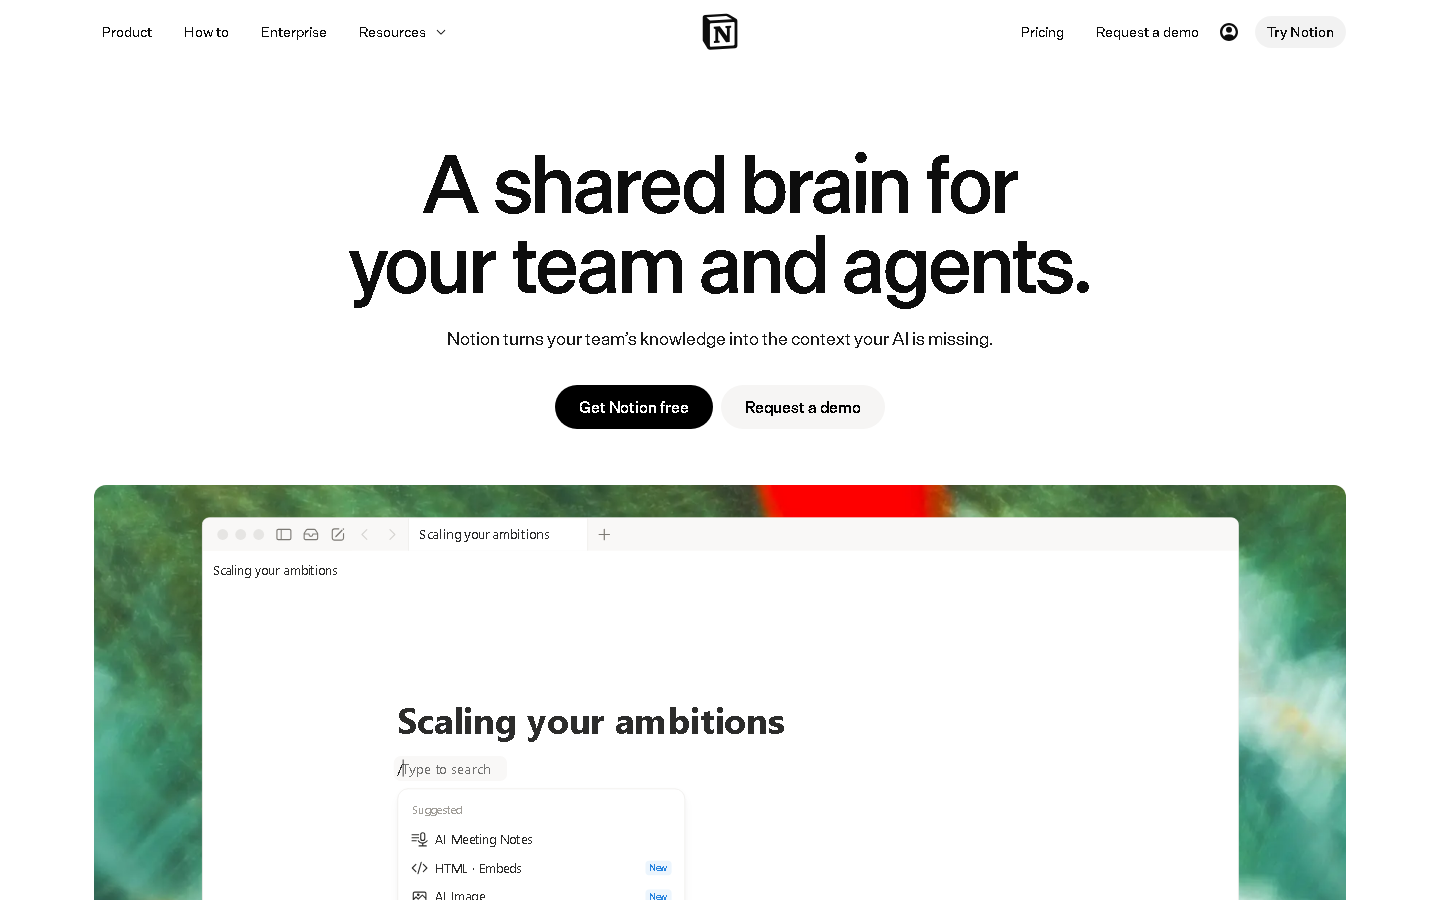 Product
How to
Enterprise
Resources
N
Pricing
Request a demo
Try Notion
A shared brain for
your team and agents.
Notion turns your team’s knowledge into the context your AI is missing.
Get Notion free
Request a demo
Scaling your ambitions
Scaling your ambitions
Scaling your ambitions
/Type to search
Suggested
AI Meeting Notes
HTML · Embeds New
AI Image New